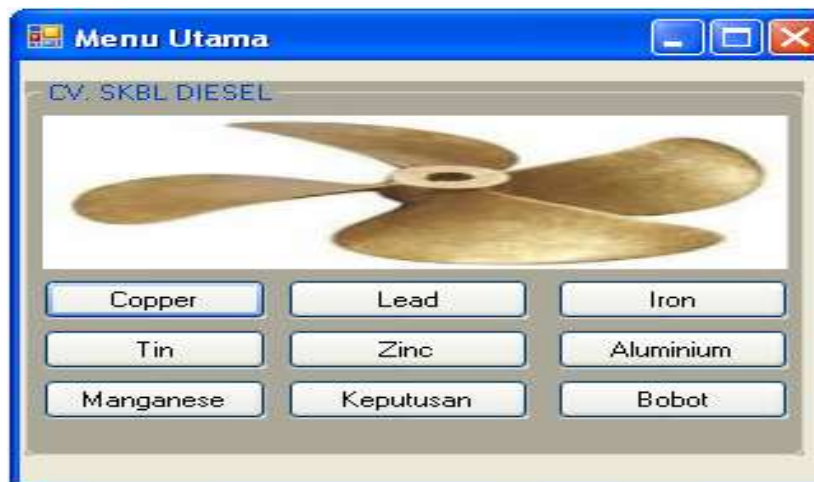 Menu Utama
CV. SKBL DIESEL
Copper Lead Iron
Tin Zinc Aluminium
Manganese Keputusan Bobot